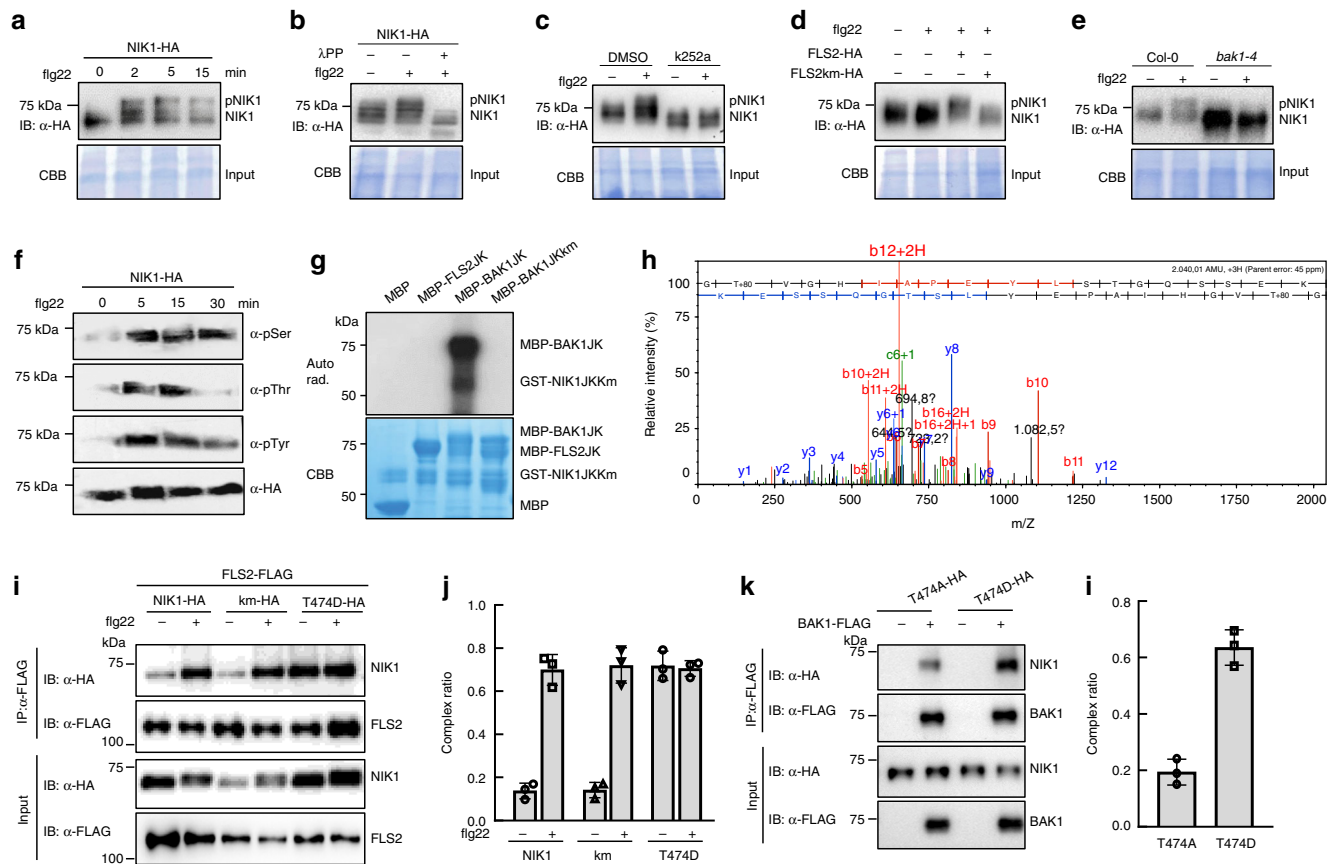 a
NIK1-HA
flg22 0 2 5 15 min
75 kDa
pNIK1
NIK1
IB: α-HA
CBB
Input
b
NIK1-HA
λPP – – +
flg22 – + +
75 kDa
pNIK1
NIK1
IB: α-HA
CBB
Input
c
DMSO k252a
flg22 – + – +
75 kDa
pNIK1
NIK1
IB: α-HA
CBB
Input
d
flg22 – + + +
FLS2-HA – – + –
FLS2km-HA – – – +
75 kDa
pNIK1
NIK1
IB: α-HA
CBB
Input
e
Col-0 bak1-4
flg22 – + – +
75 kDa
pNIK1
NIK1
IB: α-HA
CBB
Input
f
NIK1-HA
flg22 0 5 15 30 min
75 kDa
α-pSer
75 kDa
α-pThr
75 kDa
α-pTyr
75 kDa
α-HA
g
MBP
MBP-FLS2JK
MBP-BAK1JK
MBP-BAK1JKkm
kDa
75
Auto
rad.
50
MBP-BAK1JK
GST-NIK1JKKm
75
CBB
50
MBP-BAK1JK
MBP-FLS2JK
GST-NIK1JKKm
MBP
h
b12+2H
2.040,01 AMU, +3H (Parent error: 45 ppm)
G T+80 V G H I A P E Y L S T G Q S S E K
K E S S Q G T S L Y E P A I H G V T+80 G
Relative intensity (%)
100
75
50
25
0
y8
c6+1
b10+2H
b11+2H
694,8?
y6+1
b16+2H
b16+2H+1
b10
b9
1.082,5?
y1
y2
y3
y4
y5
b5
b8
y9
b11
y12
0 250 500 750 1000 1250 1500 1750 2000
m/Z
i
FLS2-FLAG
NIK1-HA km-HA T474D-HA
flg22 – + – + – +
kDa
IP:α-FLAG
75
IB: α-HA
NIK1
IB: α-FLAG
FLS2
100
Input
75
IB: α-HA
NIK1
IB: α-FLAG
FLS2
100
j
Complex ratio
0.8
0.6
0.4
0.2
0.0
flg22 – + – + – +
NIK1 km T474D
k
T474A-HA
T474D-HA
BAK1-FLAG – + – +
kDa
IP:α-FLAG
75
IB: α-HA
NIK1
IB: α-FLAG
75
BAK1
Input
75
IB: α-HA
NIK1
IB: α-FLAG
75
BAK1
i
Complex ratio
0.8
0.6
0.4
0.2
0.0
T474A T474D